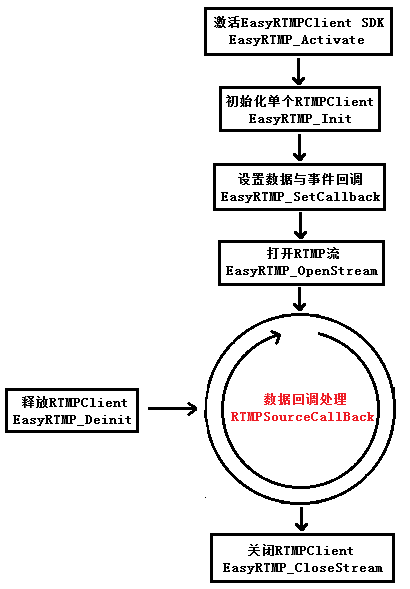 激活EasyRTMPClient SDK
EasyRTMP_Activate
初始化单个RTMPClient
EasyRTMP_Init
设置数据与事件回调
EasyRTMP_SetCallback
打开RTMP流
EasyRTMP_OpenStream
数据回调处理
RTMPSourceCallBack
释放RTMPClient
EasyRTMP_Deinit
关闭RTMPClient
EasyRTMP_CloseStream